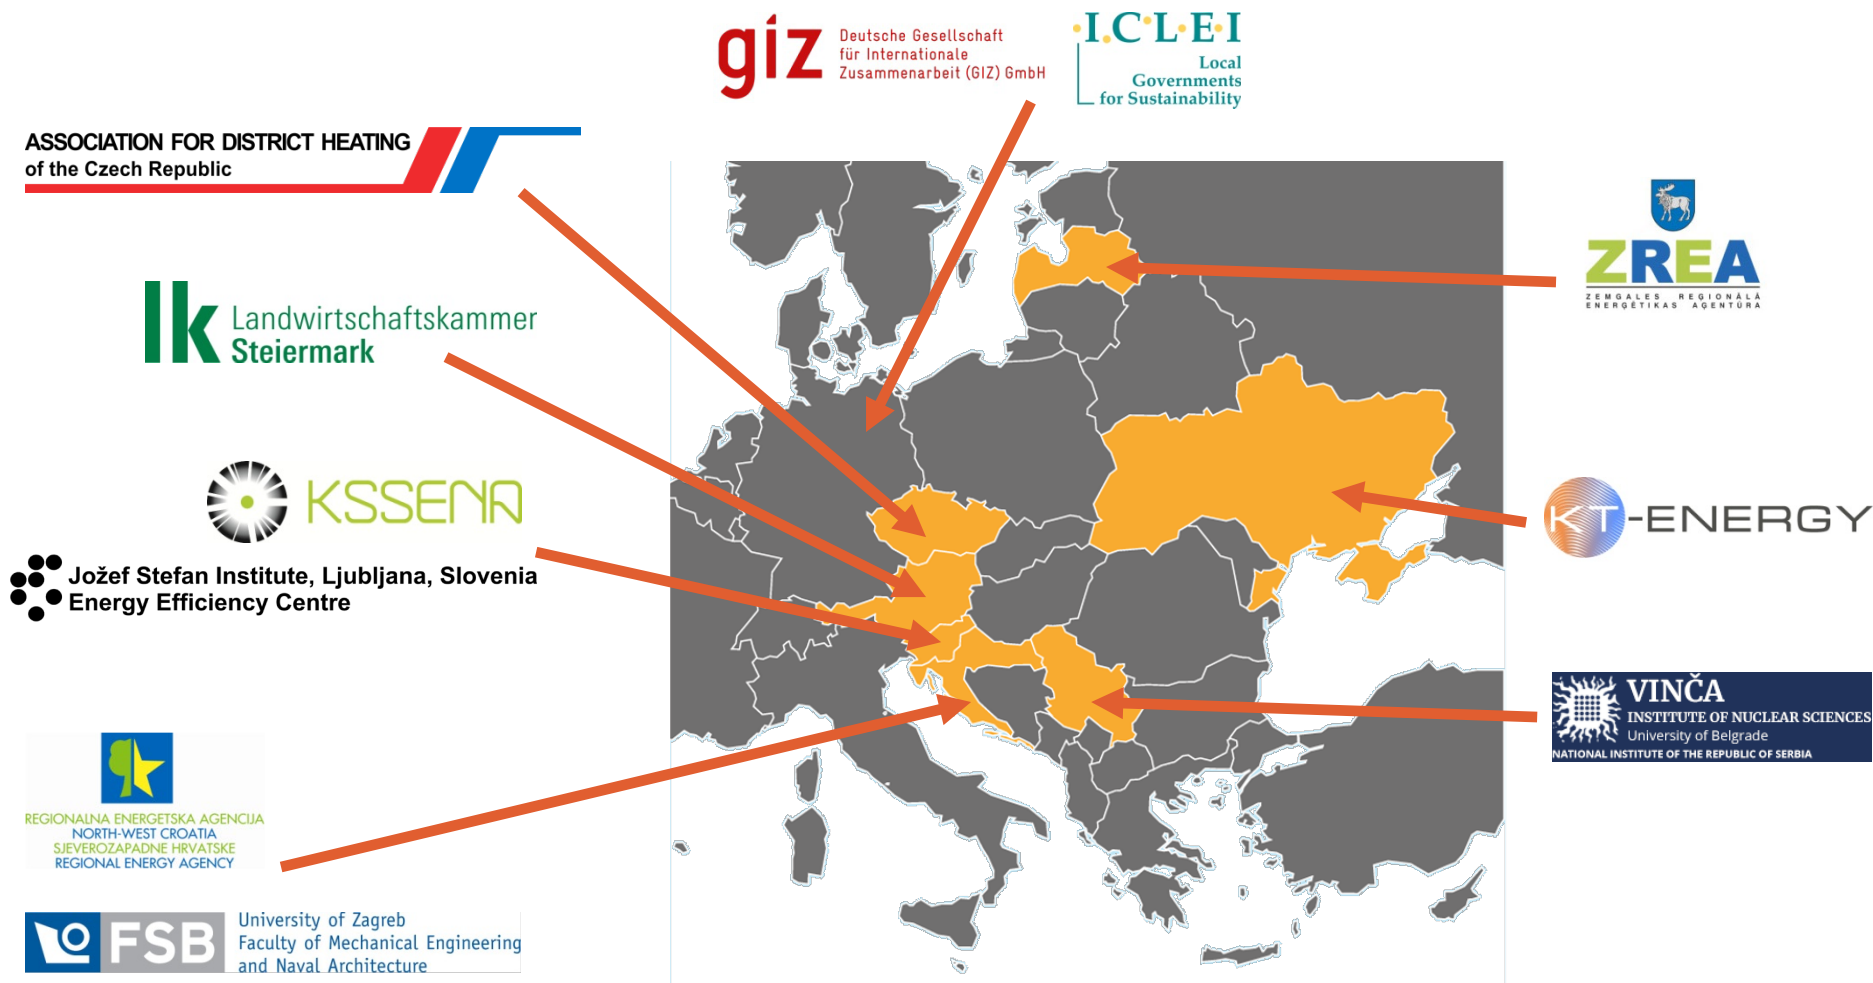 giz
Deutsche Gesellschaft
für Internationale
Zusammenarbeit (GIZ) GmbH
I.C.L.E.I
Local
Governments
for Sustainability
ASSOCIATION FOR DISTRICT HEATING
of the Czech Republic
ZREA
ZEMGALES REĢIONĀLĀ
ENERĢĒTIKAS AĢENTŪRA
lk Landwirtschaftskammer
Steiermark
KSSENA
KT-ENERGY
Jožef Stefan Institute, Ljubljana, Slovenia
Energy Efficiency Centre
VINČA
INSTITUTE OF NUCLEAR SCIENCES
University of Belgrade
NATIONAL INSTITUTE OF THE REPUBLIC OF SERBIA
REGIONALNA ENERGETSKA AGENCIJA
NORTH-WEST CROATIA
SJEVEROZAPADNE HRVATSKE
REGIONAL ENERGY AGENCY
FSB
University of Zagreb
Faculty of Mechanical Engineering
and Naval Architecture